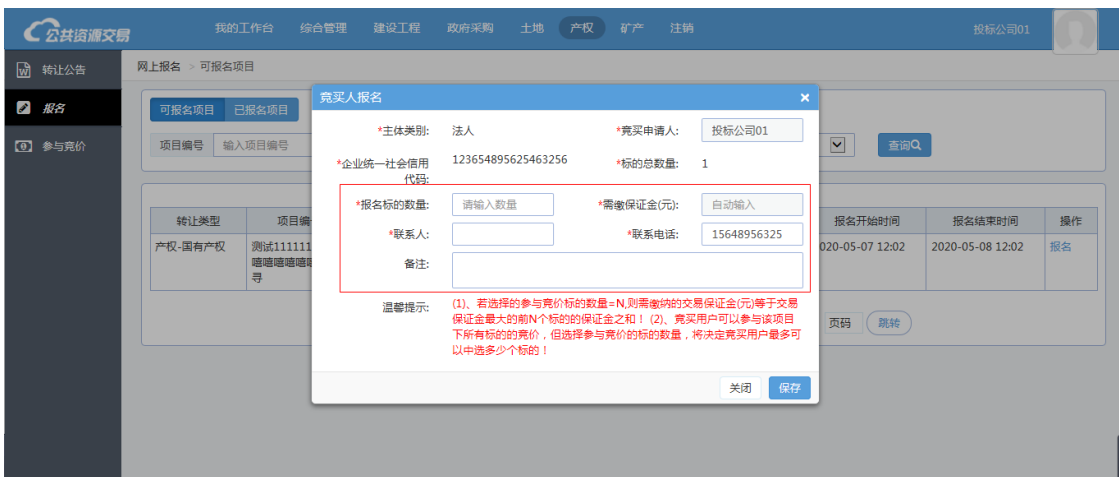 公共资源交易
我的工作台 综合管理 建设工程 政府采购 土地 产权 矿产 注销
投标公司01
转让公告
报名
参与竞价
网上报名 > 可报名项目
可报名项目 已报名项目
项目编号 输入项目编号
查询
竞买人报名 ×
*主体类别: 法人 *竞买申请人: 投标公司01
*企业统一社会信用代码: 123654895625463256 *标的总数量: 1
*报名标的数量: 请输入数量 *需缴保证金(元): 自动输入
*联系人: *联系电话: 15648956325
备注:
温馨提示:
(1)、若选择的参与竞价标的数量=N,则需缴纳的交易保证金(元)等于交易
保证金最大的前N个标的的保证金之和！ (2)、竞买用户可以参与该项目
下所有标的的竞价，但选择参与竞价的标的数量，将决定竞买用户最多可
以中选多少个标的！
关闭 保存
转让类型 项目编 报名开始时间 报名结束时间 操作
产权-国有产权 测试111111 020-05-07 12:02 2020-05-08 12:02 报名
嘻嘻嘻嘻嘻
寻
页码 跳转